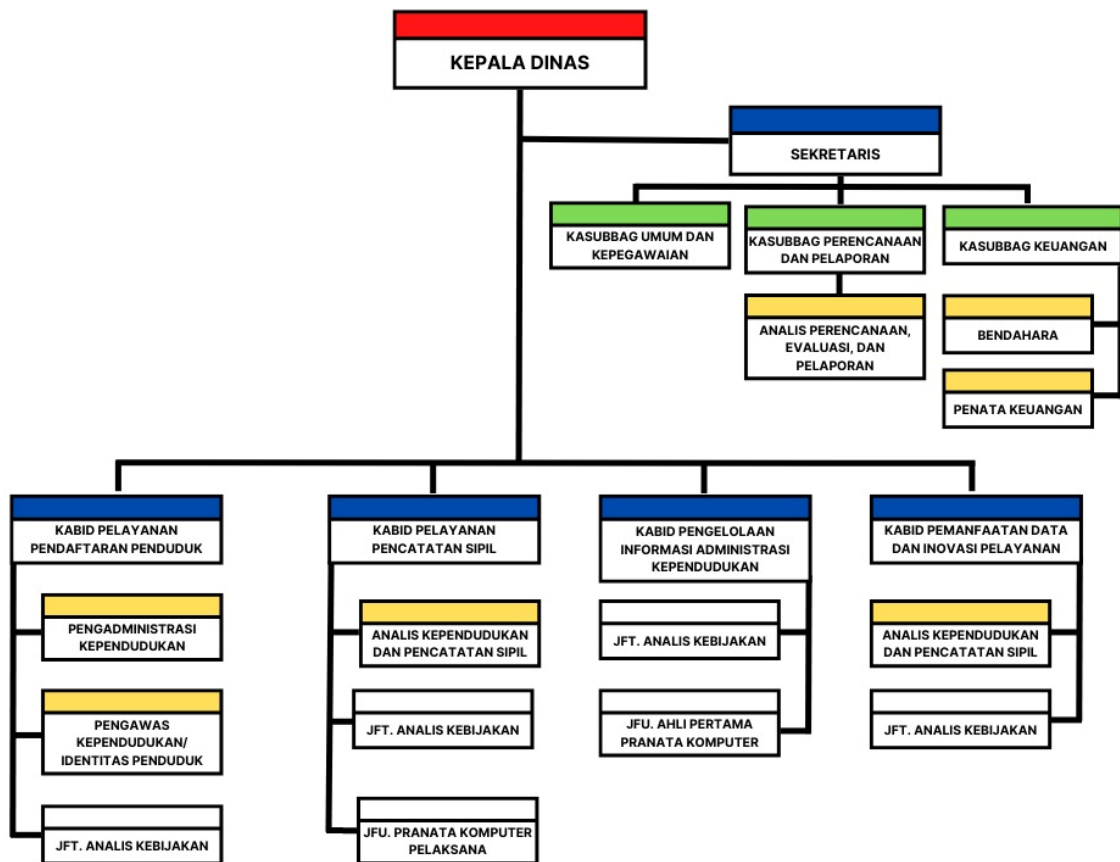 KEPALA DINAS
SEKRETARIS
KASUBBAG UMUM DAN
KEPEGAWAIAN
KASUBBAG PERENCANAAN
DAN PELAPORAN
KASUBBAG KEUANGAN
ANALIS PERENCANAAN,
EVALUASI, DAN
PELAPORAN
BENDAHARA
PENATA KEUANGAN
KABID PELAYANAN
PENDAFTARAN PENDUDUK
PENGADMINISTRASI
KEPENDUDUKAN
PENGAWAS
KEPENDUDUKAN/
IDENTITAS PENDUDUK
JFT. ANALIS KEBIJAKAN
KABID PELAYANAN
PENCATATAN SIPIL
ANALIS KEPENDUDUKAN
DAN PENCATATAN SIPIL
JFT. ANALIS KEBIJAKAN
JFU. PRANATA KOMPUTER
PELAKSANA
KABID PENGELOLAAN
INFORMASI ADMINISTRASI
KEPENDUDUKAN
JFT. ANALIS KEBIJAKAN
JFU. AHLI PERTAMA
PRANATA KOMPUTER
KABID PEMANFAATAN DATA
DAN INOVASI PELAYANAN
ANALIS KEPENDUDUKAN
DAN PENCATATAN SIPIL
JFT. ANALIS KEBIJAKAN